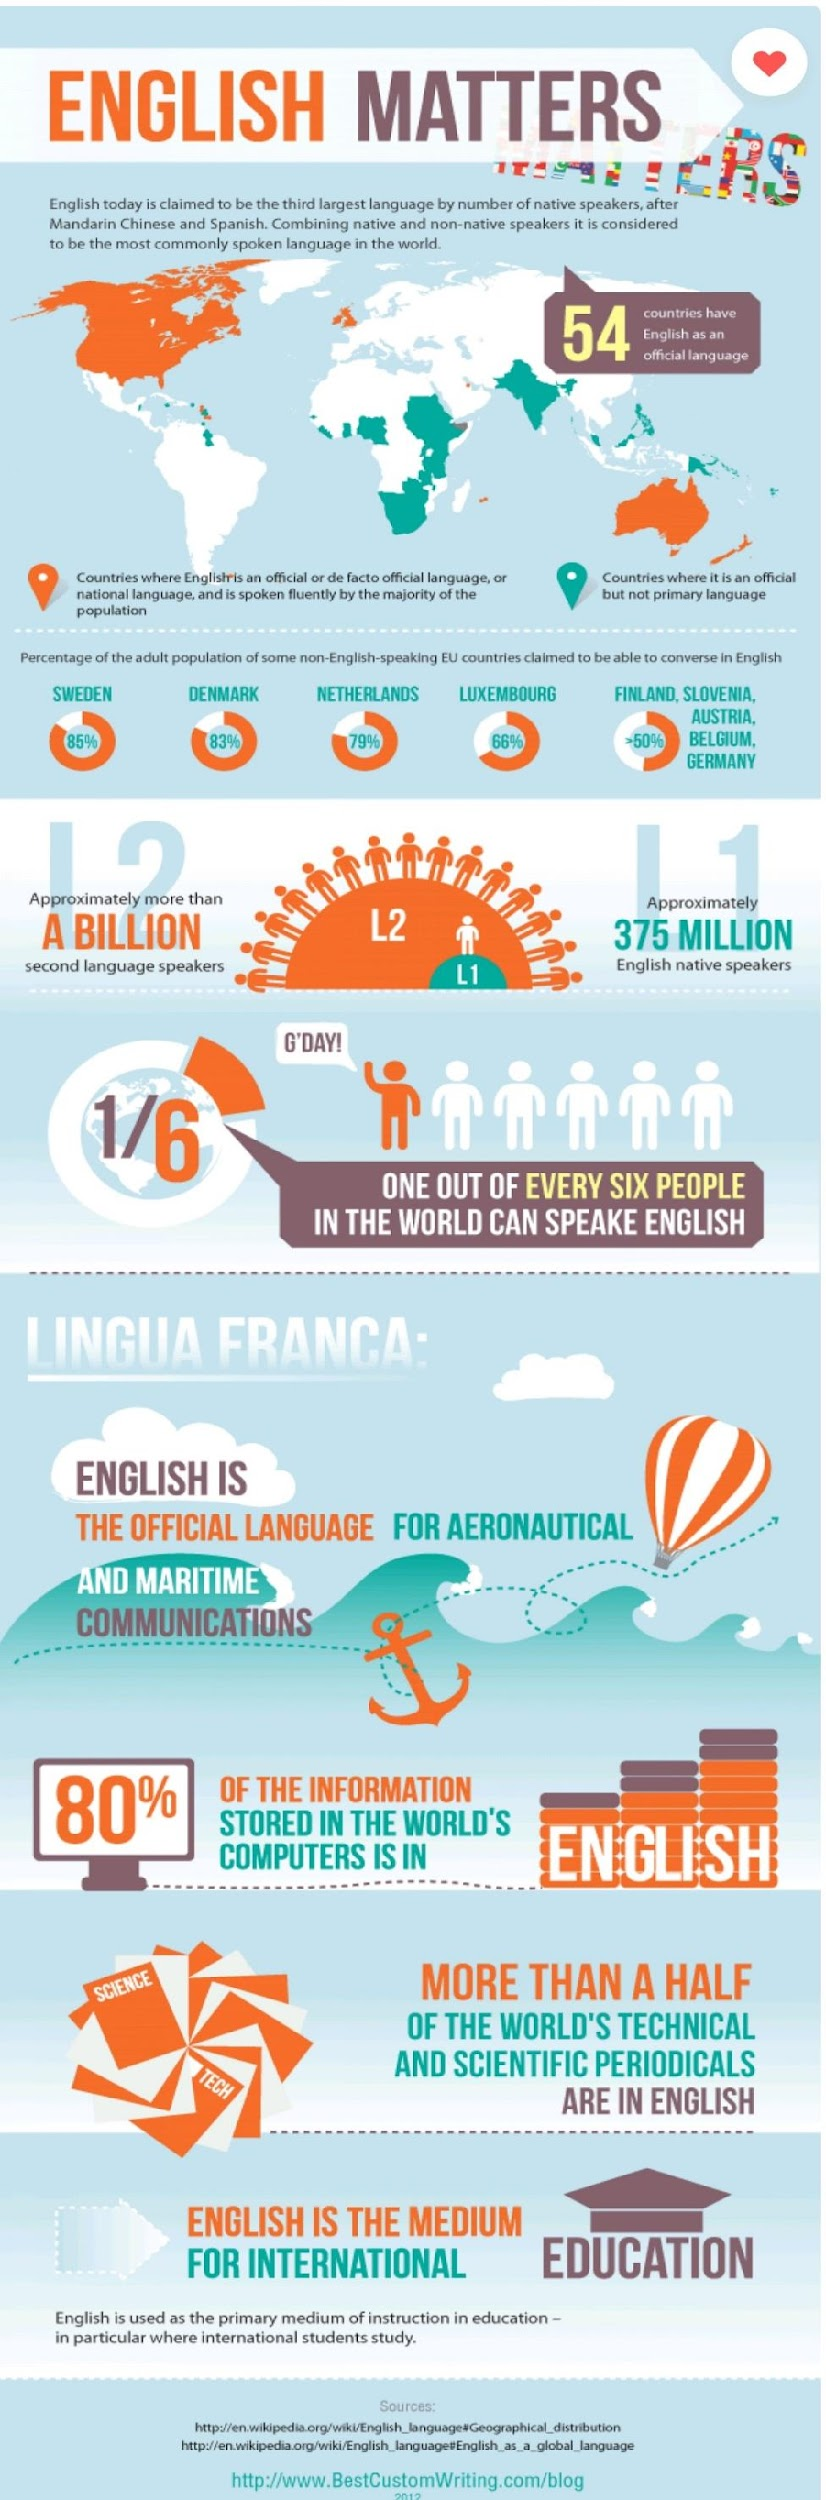 ENGLISH MATTERS
MATTERS
English today is claimed to be the third largest language by number of native speakers, after
Mandarin Chinese and Spanish. Combining native and non-native speakers it is considered
to be the most commonly spoken language in the world.
54
countries have
English as an
official language
Countries where English is an official or de facto official language, or
national language, and is spoken fluently by the majority of the
population
Countries where it is an official
but not primary language
Percentage of the adult population of some non-English-speaking EU countries claimed to be able to converse in English
SWEDEN
85%
DENMARK
83%
NETHERLANDS
79%
LUXEMBOURG
66%
FINLAND, SLOVENIA,
AUSTRIA,
BELGIUM,
GERMANY
>50%
L2
Approximately more than
A BILLION
second language speakers
L2
L1
L1
Approximately
375 MILLION
English native speakers
1/6
G'DAY!
ONE OUT OF EVERY SIX PEOPLE
IN THE WORLD CAN SPEAKE ENGLISH
LINGUA FRANCA:
ENGLISH IS
THE OFFICIAL LANGUAGE FOR AERONAUTICAL
AND MARITIME
COMMUNICATIONS
80%
OF THE INFORMATION
STORED IN THE WORLD'S
COMPUTERS IS IN
ENGLISH
SCIENCE
TECH
MORE THAN A HALF
OF THE WORLD'S TECHNICAL
AND SCIENTIFIC PERIODICALS
ARE IN ENGLISH
ENGLISH IS THE MEDIUM
FOR INTERNATIONAL
EDUCATION
English is used as the primary medium of instruction in education –
in particular where international students study.
Sources:
http://en.wikipedia.org/wiki/English_language#Geographical_distribution
http://en.wikipedia.org/wiki/English_language#English_as_a_global_language
http://www.BestCustomWriting.com/blog
2012